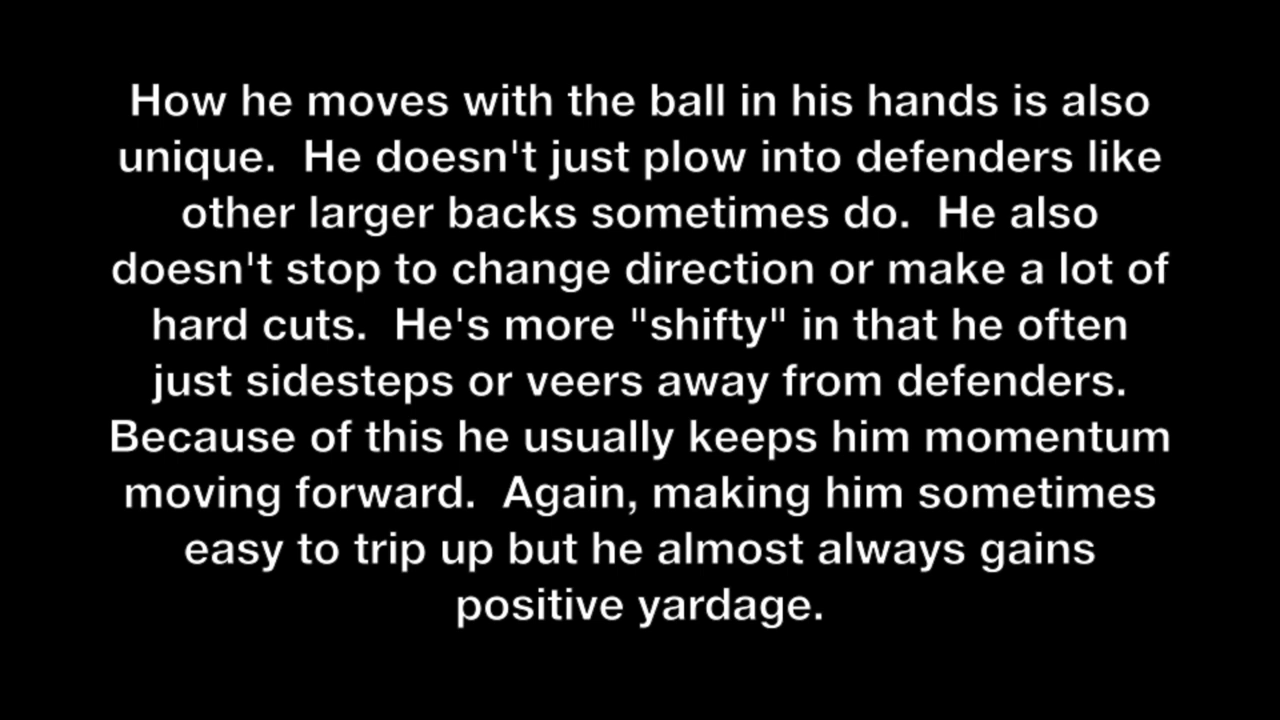 How he moves with the ball in his hands is also
unique.  He doesn't just plow into defenders like
other larger backs sometimes do.  He also
doesn't stop to change direction or make a lot of
hard cuts.  He's more "shifty" in that he often
just sidesteps or veers away from defenders.
Because of this he usually keeps him momentum
moving forward.  Again, making him sometimes
easy to trip up but he almost always gains
positive yardage.